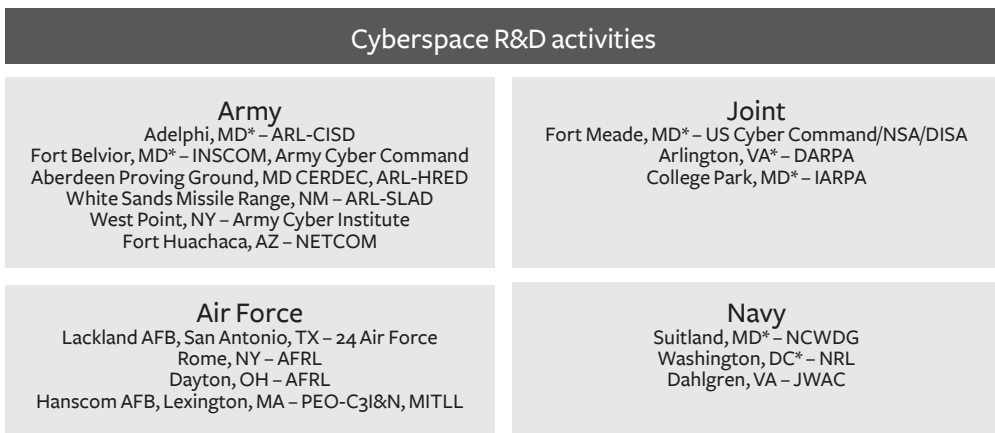 Cyberspace R&D activities
Army
Adelphi, MD* – ARL-CISD
Fort Belvior, MD* – INSCOM, Army Cyber Command
Aberdeen Proving Ground, MD CERDEC, ARL-HRED
White Sands Missile Range, NM – ARL-SLAD
West Point, NY – Army Cyber Institute
Fort Huachaca, AZ – NETCOM
Joint
Fort Meade, MD* – US Cyber Command/NSA/DISA
Arlington, VA* – DARPA
College Park, MD* – IARPA
Air Force
Lackland AFB, San Antonio, TX – 24 Air Force
Rome, NY – AFRL
Dayton, OH – AFRL
Hanscom AFB, Lexington, MA – PEO-C3I&N, MITLL
Navy
Suitland, MD* – NCWDG
Washington, DC* – NRL
Dahlgren, VA – JWAC